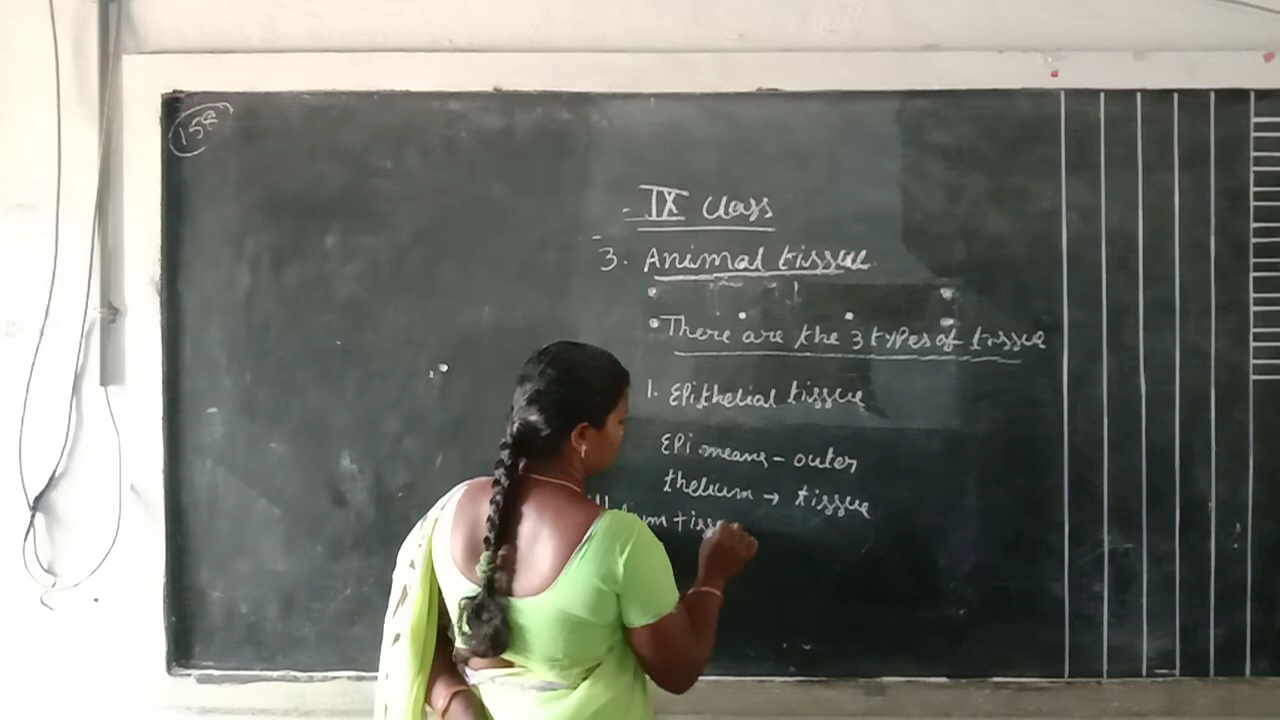 IX class
3. Animal tissue
• There are the 3 types of tissue
1. Epithelial tissue
Epi means - outer
thelium → tissue